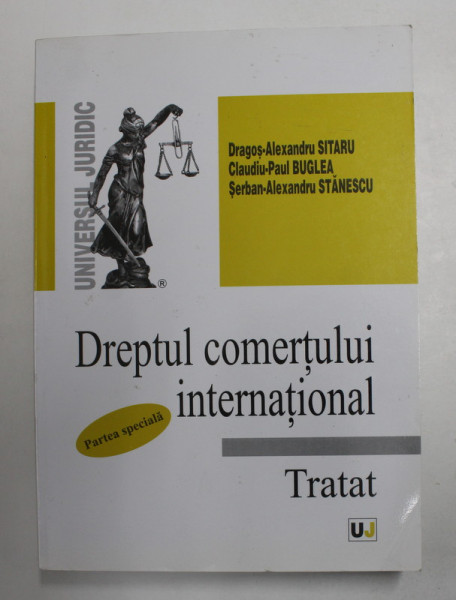 UNIVERSUL JURIDIC
®
Dragoș-Alexandru SITARU
Claudiu-Paul BUGLEA
Șerban-Alexandru STĂNESCU
Dreptul comerțului
internațional
Partea specială
Tratat
UJ